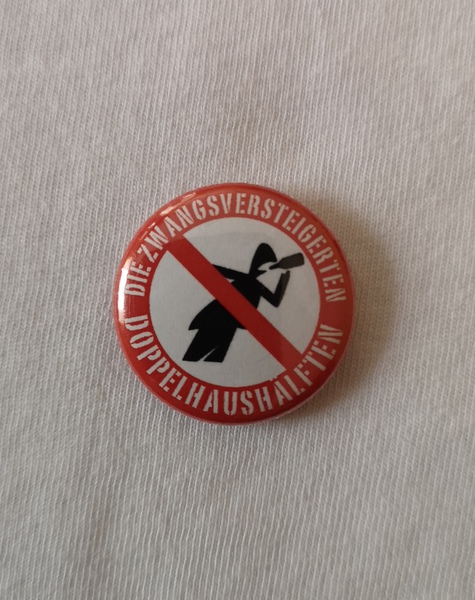 DIE ZWANGSVERSTEIGERTEN
DOPPELHAUSHÄLFTEN